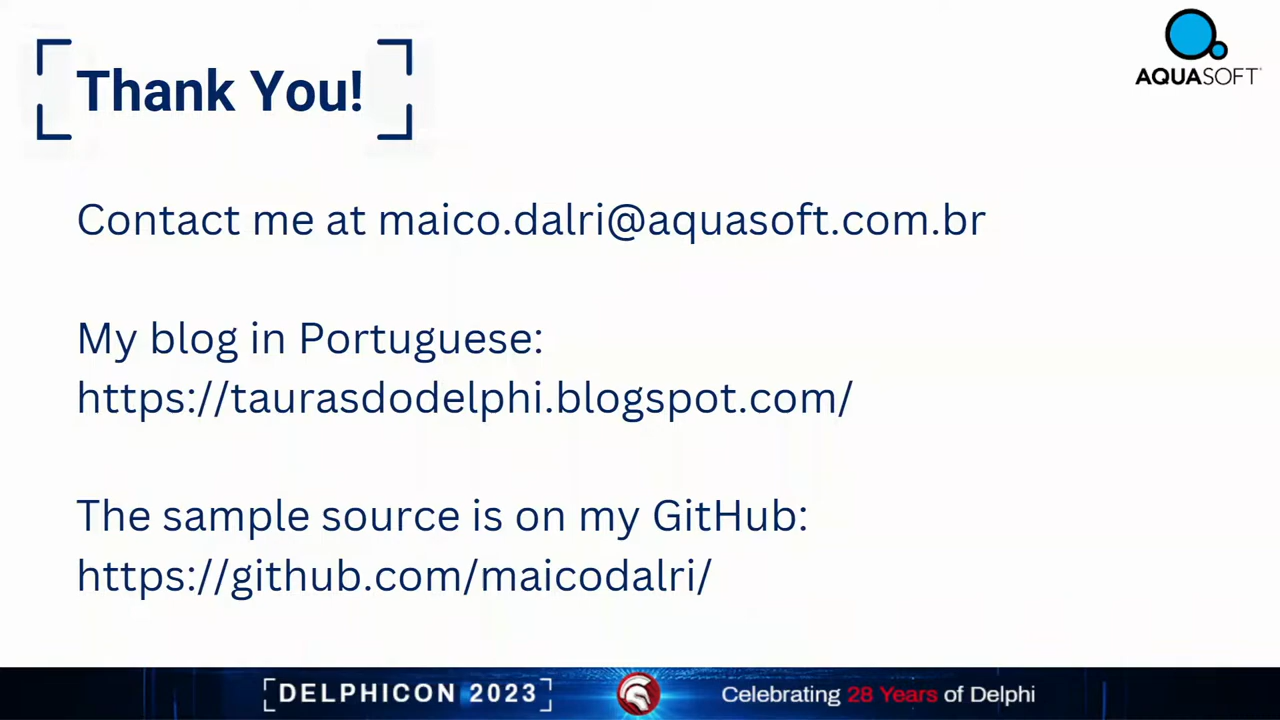 Thank You!
AQUASOFT
Contact me at maico.dalri@aquasoft.com.br
My blog in Portuguese:
https://taurasdodelphi.blogspot.com/
The sample source is on my GitHub:
https://github.com/maicodalri/
[DELPHICON 2023]
Celebrating 28 Years of Delphi